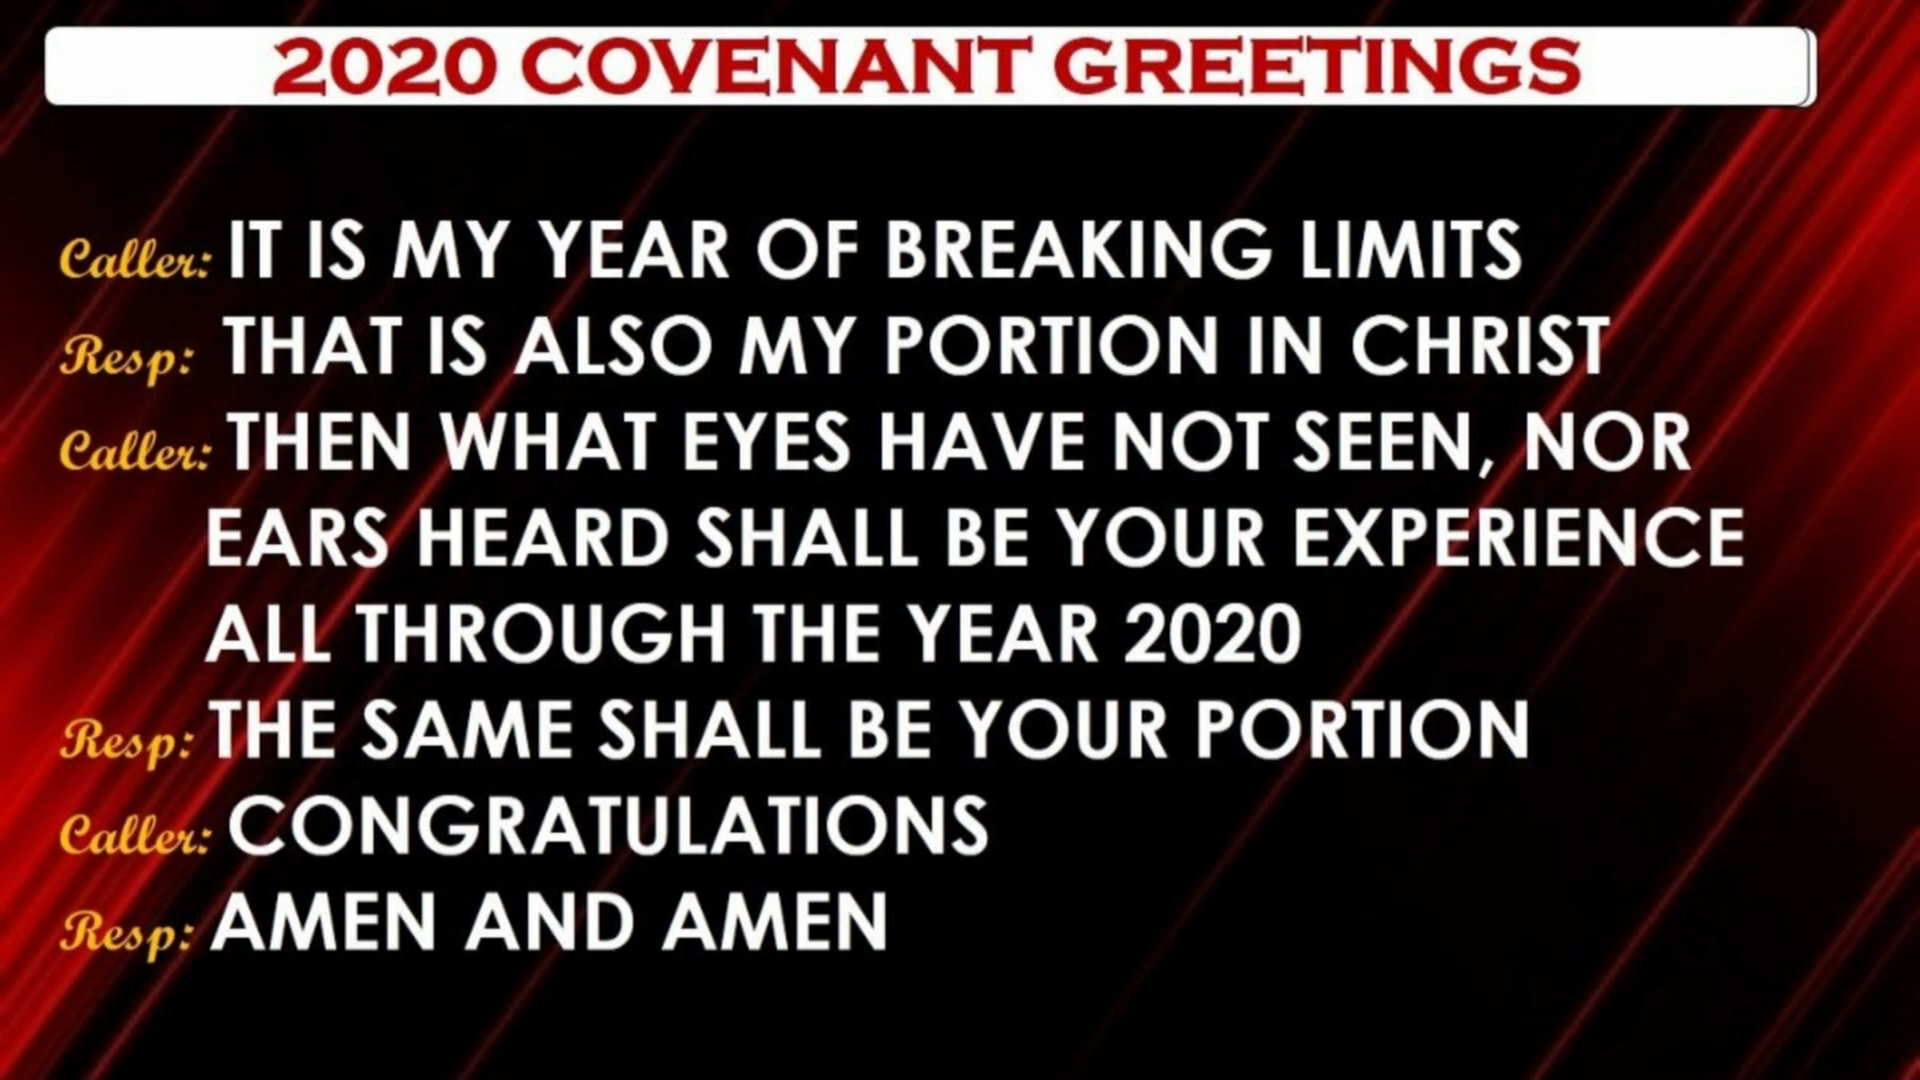 2020 COVENANT GREETINGS
Caller: IT IS MY YEAR OF BREAKING LIMITS
Resp: THAT IS ALSO MY PORTION IN CHRIST
Caller: THEN WHAT EYES HAVE NOT SEEN, NOR
EARS HEARD SHALL BE YOUR EXPERIENCE
ALL THROUGH THE YEAR 2020
Resp: THE SAME SHALL BE YOUR PORTION
Caller: CONGRATULATIONS
Resp: AMEN AND AMEN